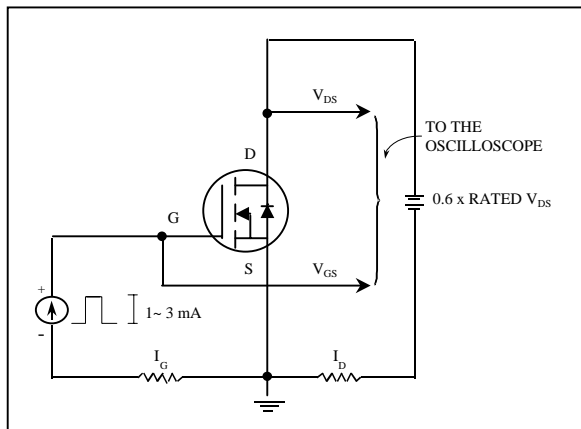 V_DS
TO THE
OSCILLOSCOPE
D
0.6 x RATED V_DS
G
S
V_GS
+
1~ 3 mA
-
I_G
I_D